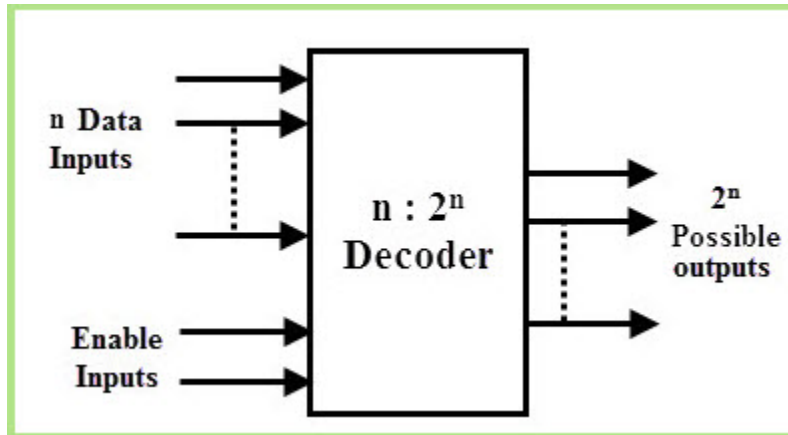 n Data
Inputs
n : 2ⁿ
Decoder
2ⁿ
Possible
outputs
Enable
Inputs